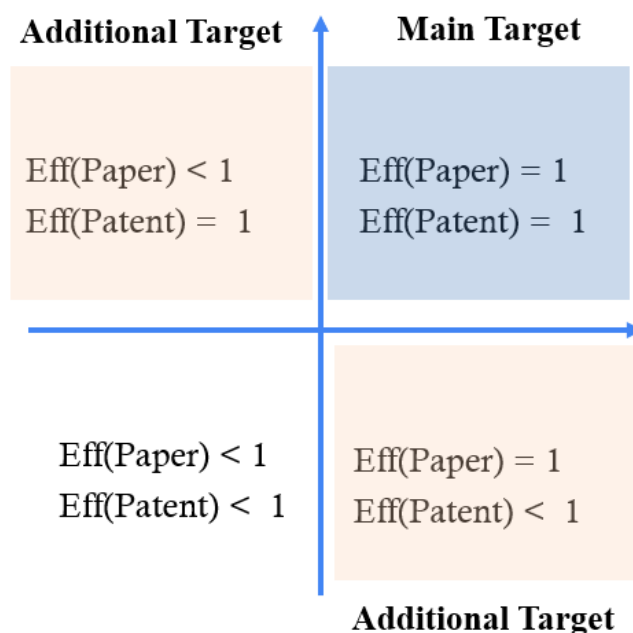 Additional Target
Main Target
Eff(Paper) < 1
Eff(Patent) = 1
Eff(Paper) = 1
Eff(Patent) = 1
Eff(Paper) < 1
Eff(Patent) < 1
Eff(Paper) = 1
Eff(Patent) < 1
Additional Target